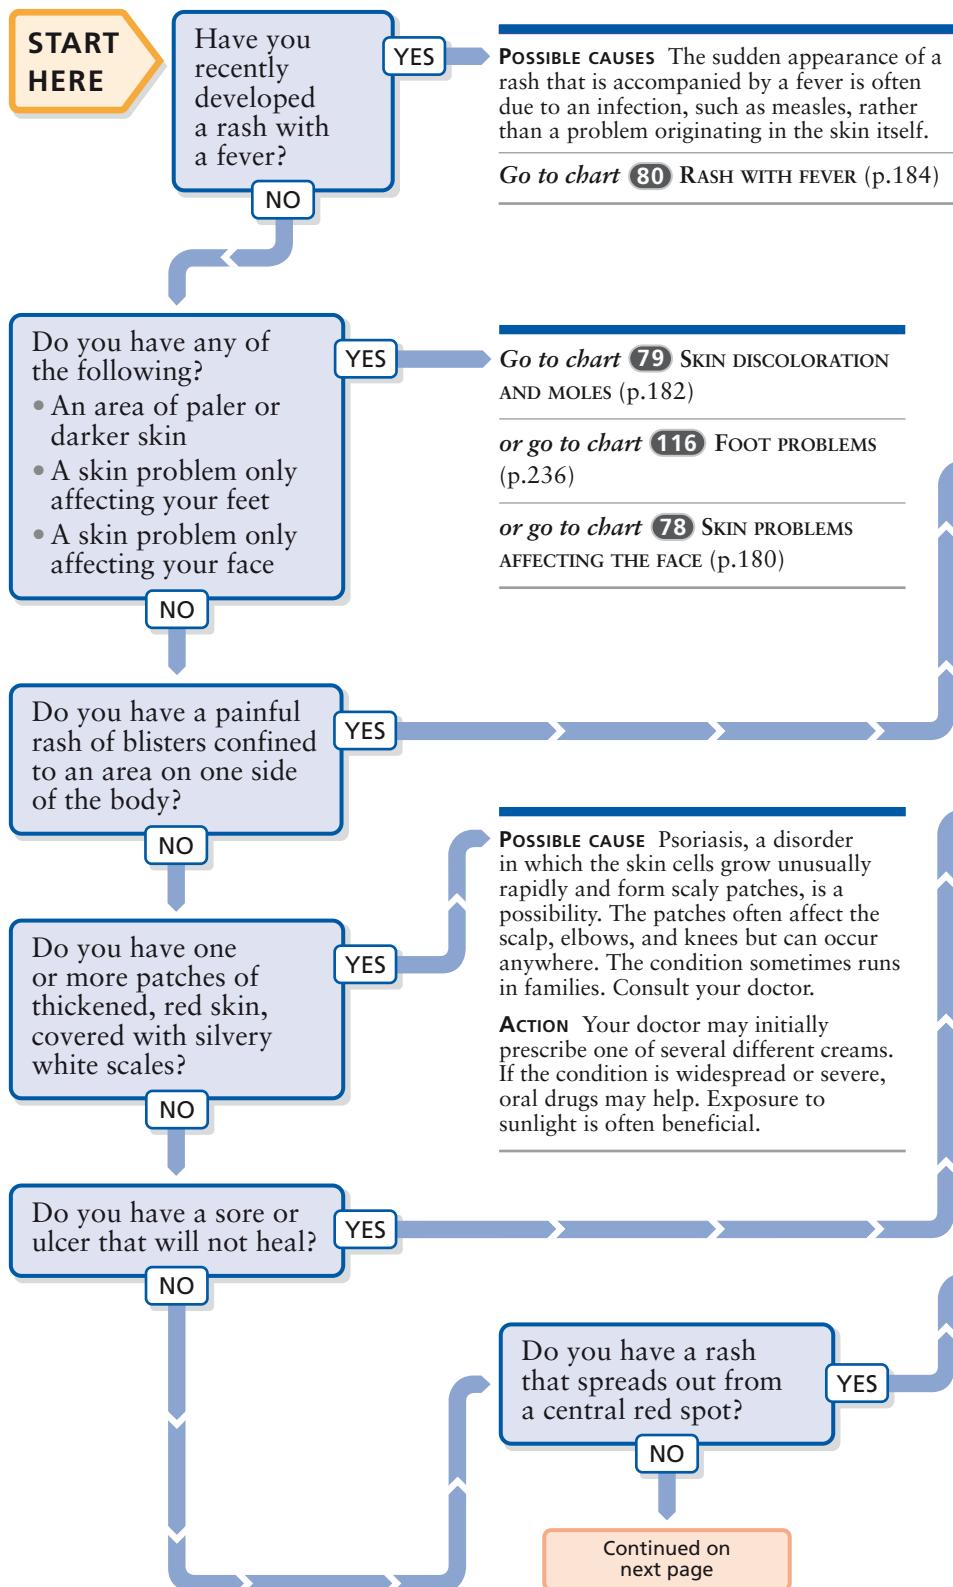 START
HERE
Have you
recently
developed
a rash with
a fever?
YES
NO
POSSIBLE CAUSES The sudden appearance of a
rash that is accompanied by a fever is often
due to an infection, such as measles, rather
than a problem originating in the skin itself.
Go to chart 80 RASH WITH FEVER (p.184)
Do you have any of
the following?
• An area of paler or
darker skin
• A skin problem only
affecting your feet
• A skin problem only
affecting your face
YES
NO
Go to chart 79 SKIN DISCOLORATION
AND MOLES (p.182)
or go to chart 116 FOOT PROBLEMS
(p.236)
or go to chart 78 SKIN PROBLEMS
AFFECTING THE FACE (p.180)
Do you have a painful
rash of blisters confined
to an area on one side
of the body?
YES
NO
Do you have one
or more patches of
thickened, red skin,
covered with silvery
white scales?
YES
NO
POSSIBLE CAUSE Psoriasis, a disorder
in which the skin cells grow unusually
rapidly and form scaly patches, is a
possibility. The patches often affect the
scalp, elbows, and knees but can occur
anywhere. The condition sometimes runs
in families. Consult your doctor.
ACTION Your doctor may initially
prescribe one of several different creams.
If the condition is widespread or severe,
oral drugs may help. Exposure to
sunlight is often beneficial.
Do you have a sore or
ulcer that will not heal?
YES
NO
Do you have a rash
that spreads out from
a central red spot?
YES
NO
Continued on
next page